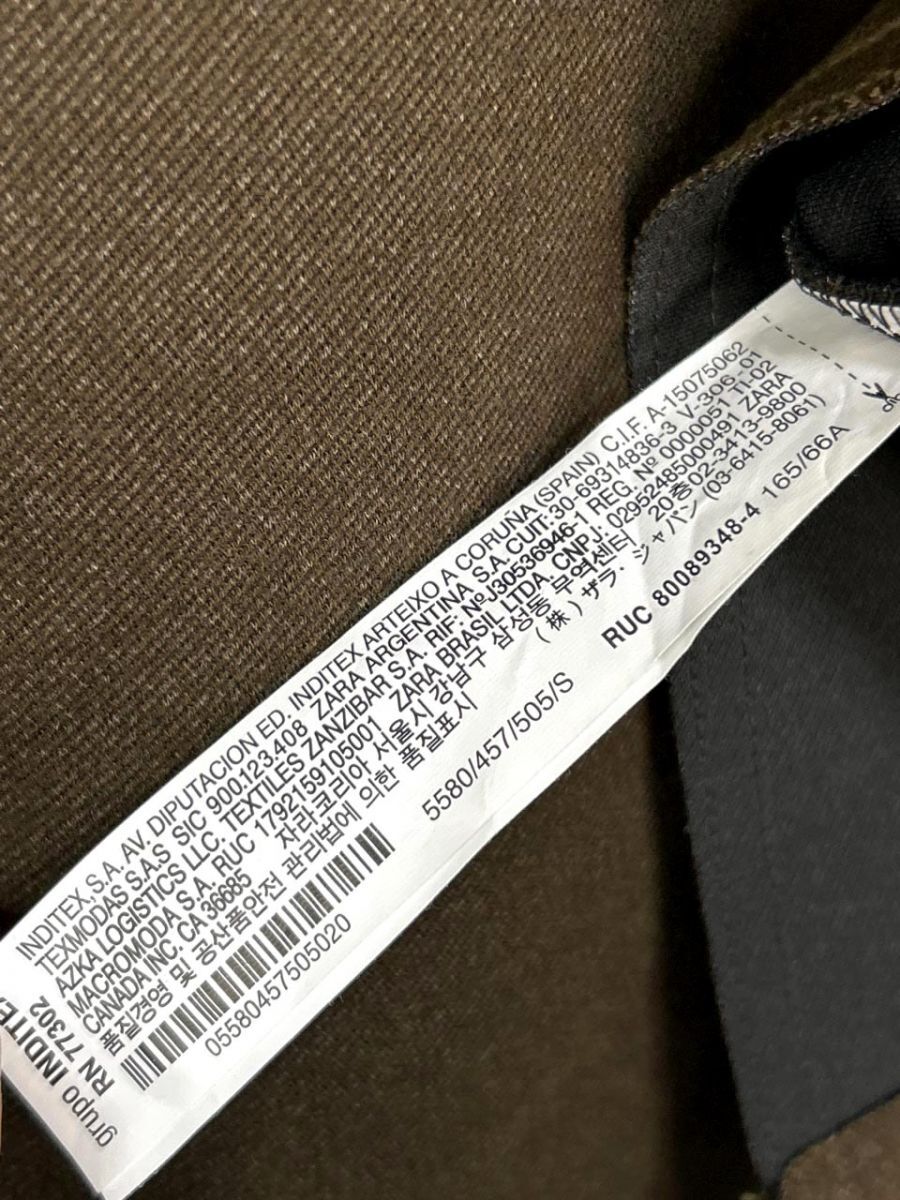 grupo INDITEX
RN 77302
INDITEX, S.A. AV. DIPUTACION ED. INDITEX ARTEIXO A CORUÑA (SPAIN) C.I.F. A-15075062
TEXMODAS S.A.S SIC 900123408 ZARA ARGENTINA S.A. CUIT: 30-69314836-3 V-306-01
AZKA LOGISTICS LLC. TEXTILES ZANZIBAR S.A. RIF: Nº J30536946-1 REG. Nº 0000051 TI-02
MACROMODA S.A. RUC 1792159105001 ZARA BRASIL LTDA. CNPJ. 02952485000491 ZARA
CANADA INC. CA 36685 자라코리아 서울시 강남구 삼성동 무역센터, 20층 02-3413-9800
품질경영 및 공산품안전 관리법에 의한 품질표시 (株) ザラ・ジャパン (03-6415-8061)
05580457505020
5580/457/505/S
RUC 80089348-4 165/66A